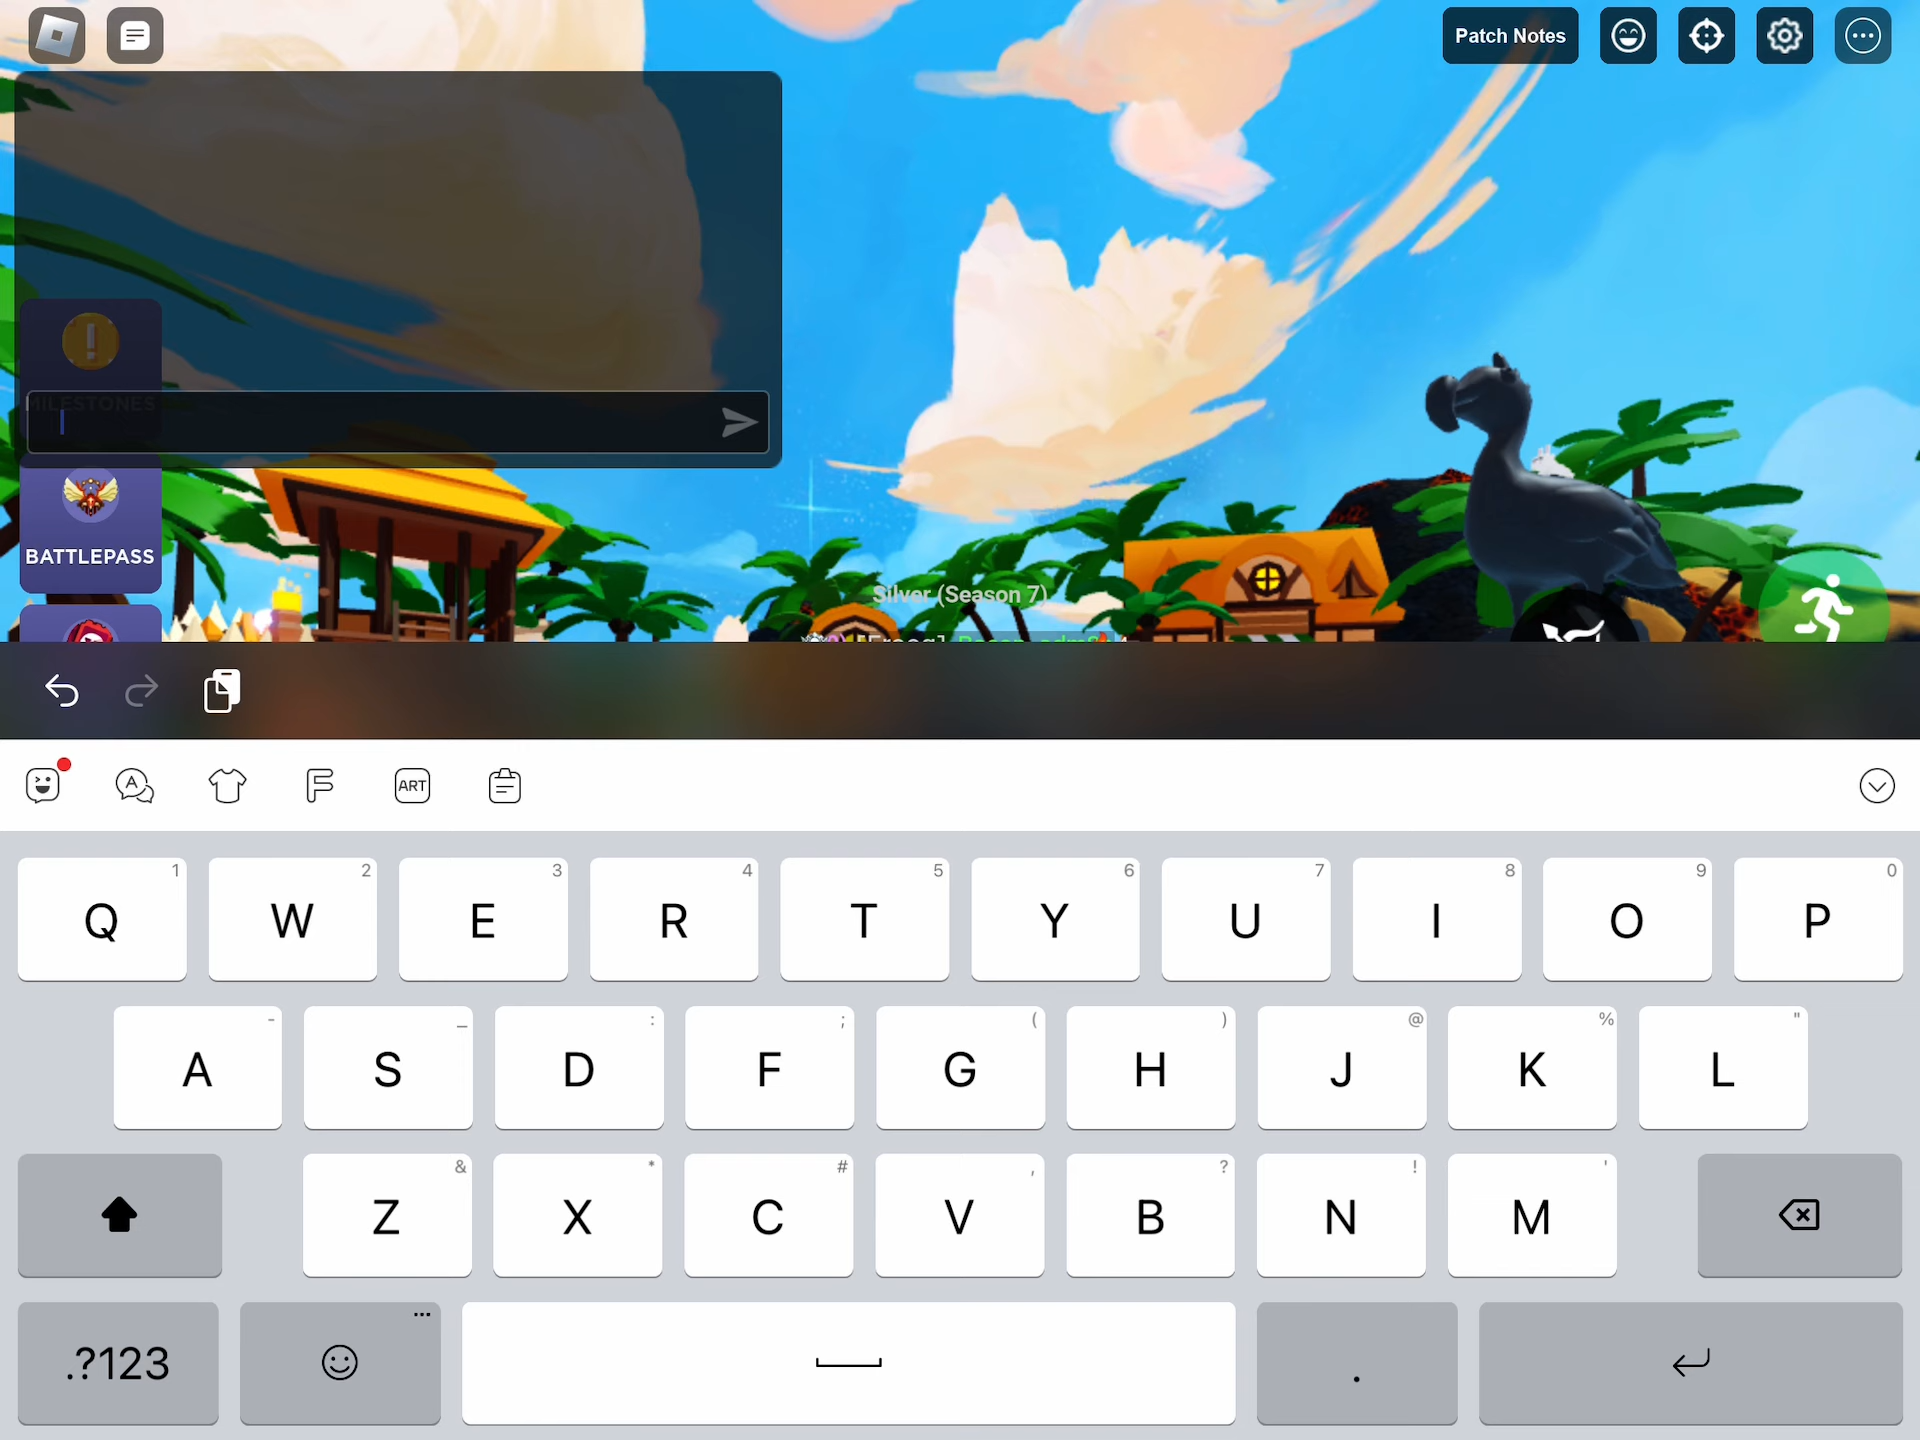 Patch Notes
MILESTONES
BATTLEPASS
Silver (Season 7)
ART
1 2 3 4 5 6 7 8 9 0
Q W E R T Y U I O P
- _ : ; ( ) @ % "
A S D F G H J K L
& * # , ? ! '
Z X C V B N M
.?123 .